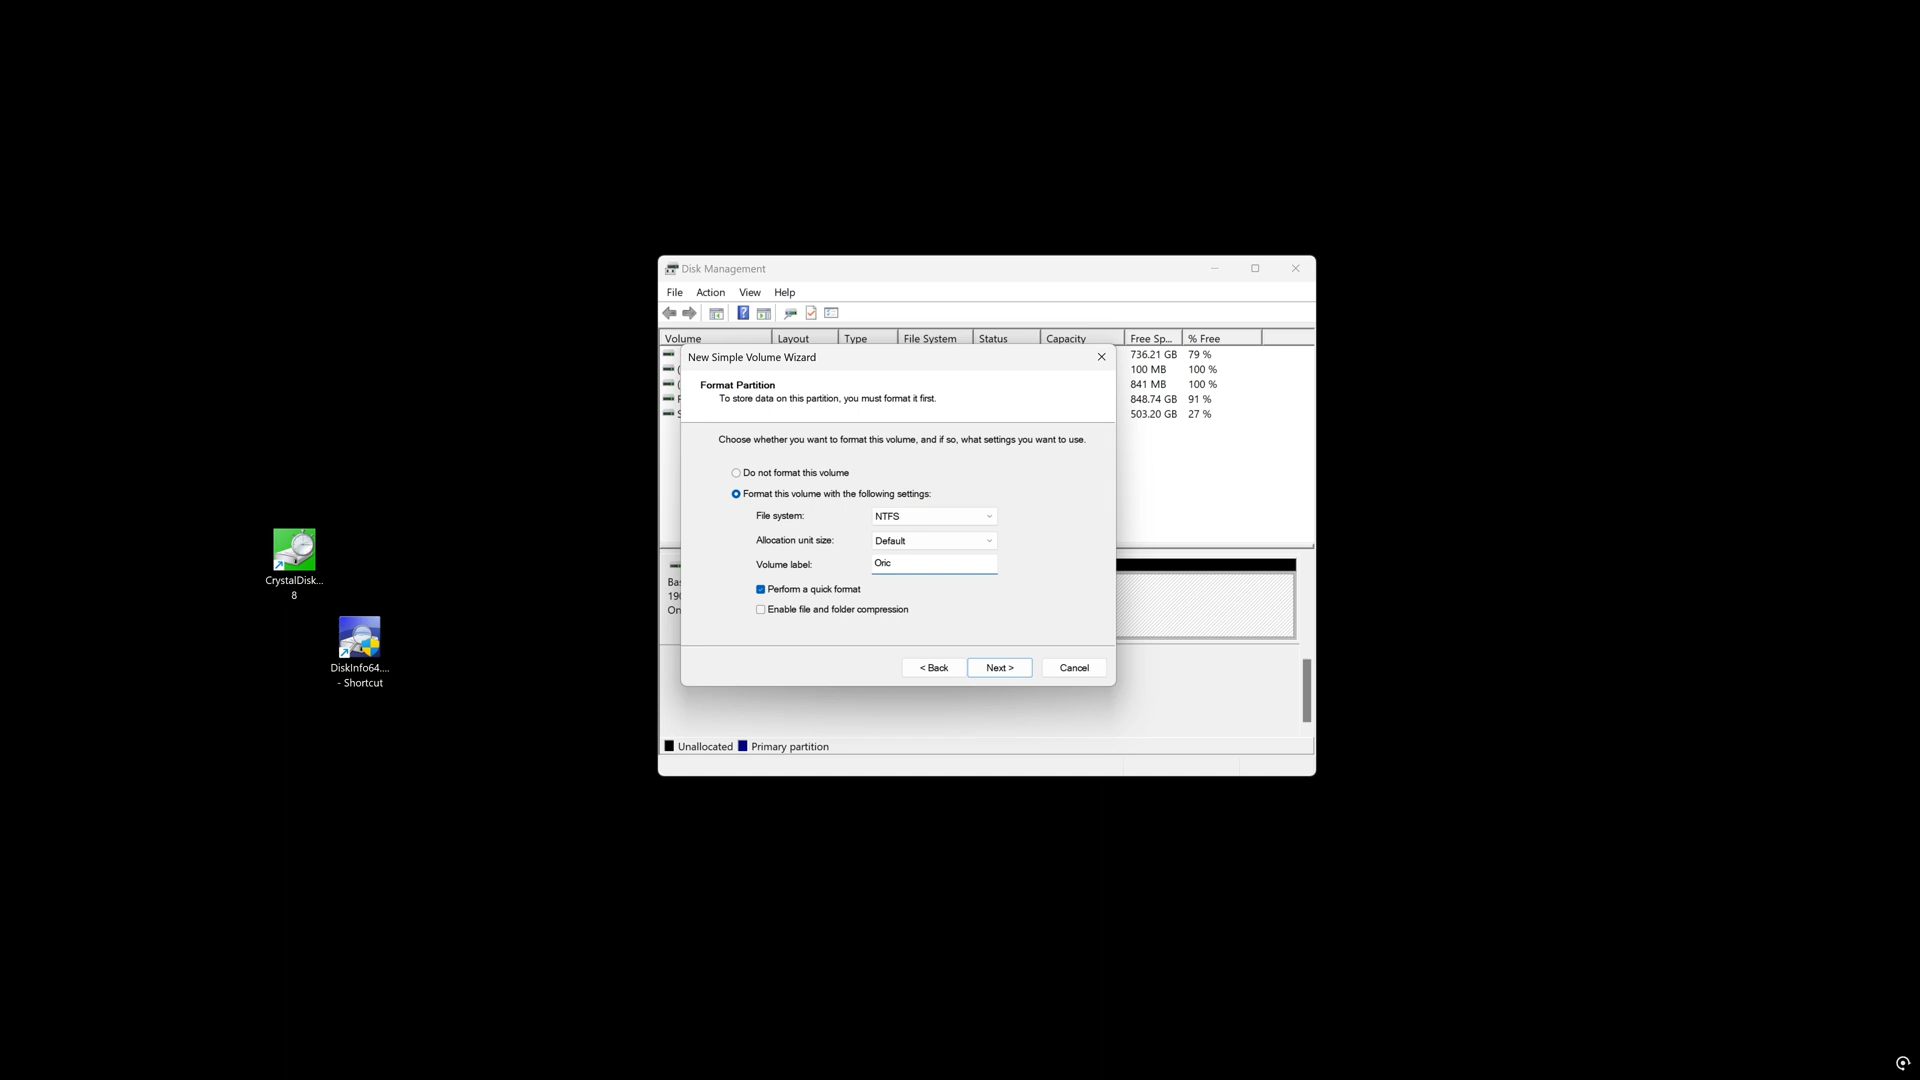 Disk Management
File Action View Help
Volume Layout Type File System Status Capacity Free Sp... % Free
736.21 GB 79 %
100 MB 100 %
841 MB 100 %
848.74 GB 91 %
503.20 GB 27 %
New Simple Volume Wizard
Format Partition
To store data on this partition, you must format it first.
Choose whether you want to format this volume, and if so, what settings you want to use.
Do not format this volume
Format this volume with the following settings:
File system: NTFS
Allocation unit size: Default
Volume label: Oric
Perform a quick format
Enable file and folder compression
< Back Next > Cancel
Bas
190
On
Unallocated Primary partition
CrystalDisk...
8
DiskInfo64....
- Shortcut